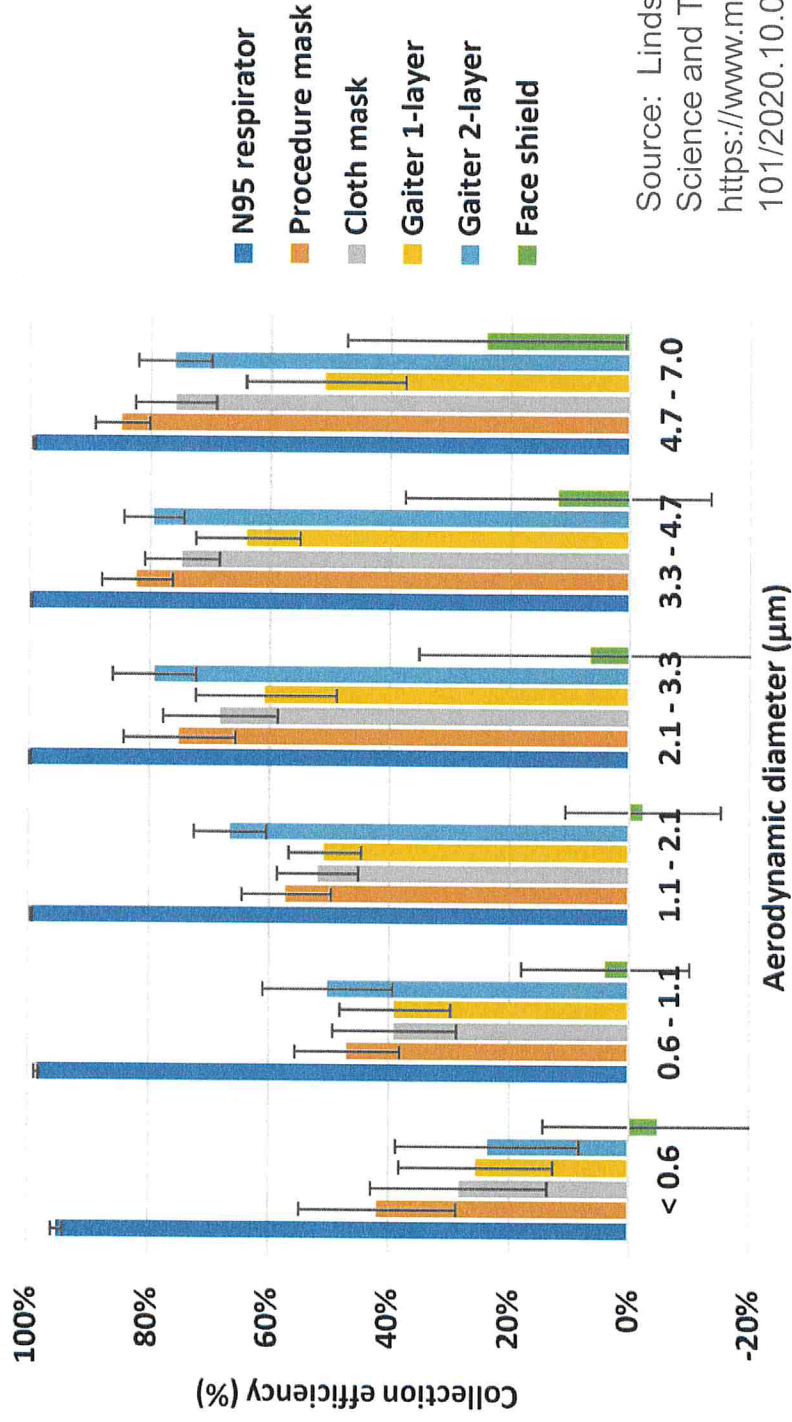 100%
80%
60%
40%
20%
0%
-20%
Collection efficiency (%)
< 0.6
0.6 - 1.1
1.1 - 2.1
2.1 - 3.3
3.3 - 4.7
4.7 - 7.0
Aerodynamic diameter (µm)
N95 respirator
Procedure mask
Cloth mask
Gaiter 1-layer
Gaiter 2-layer
Face shield
Source: Linds
Science and T
https://www.m
101/2020.10.0